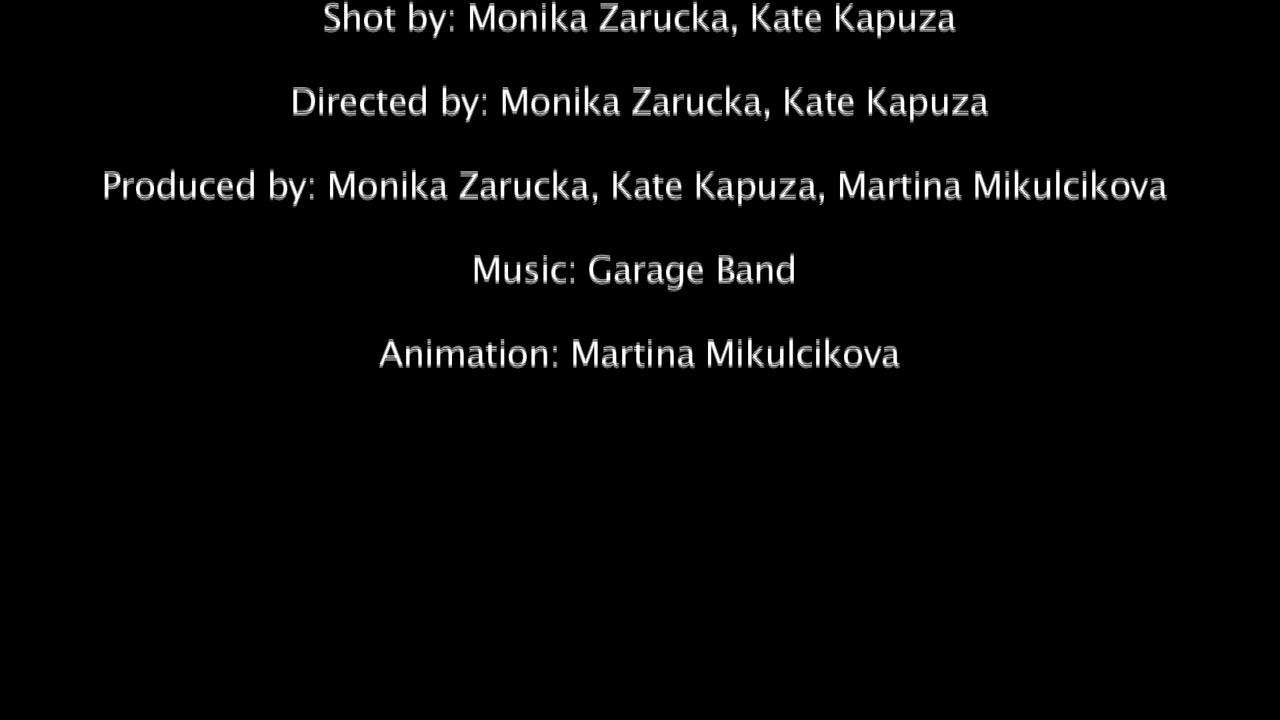 Shot by: Monika Zarucka, Kate Kapuza
Directed by: Monika Zarucka, Kate Kapuza
Produced by: Monika Zarucka, Kate Kapuza, Martina Mikulcikova
Music: Garage Band
Animation: Martina Mikulcikova